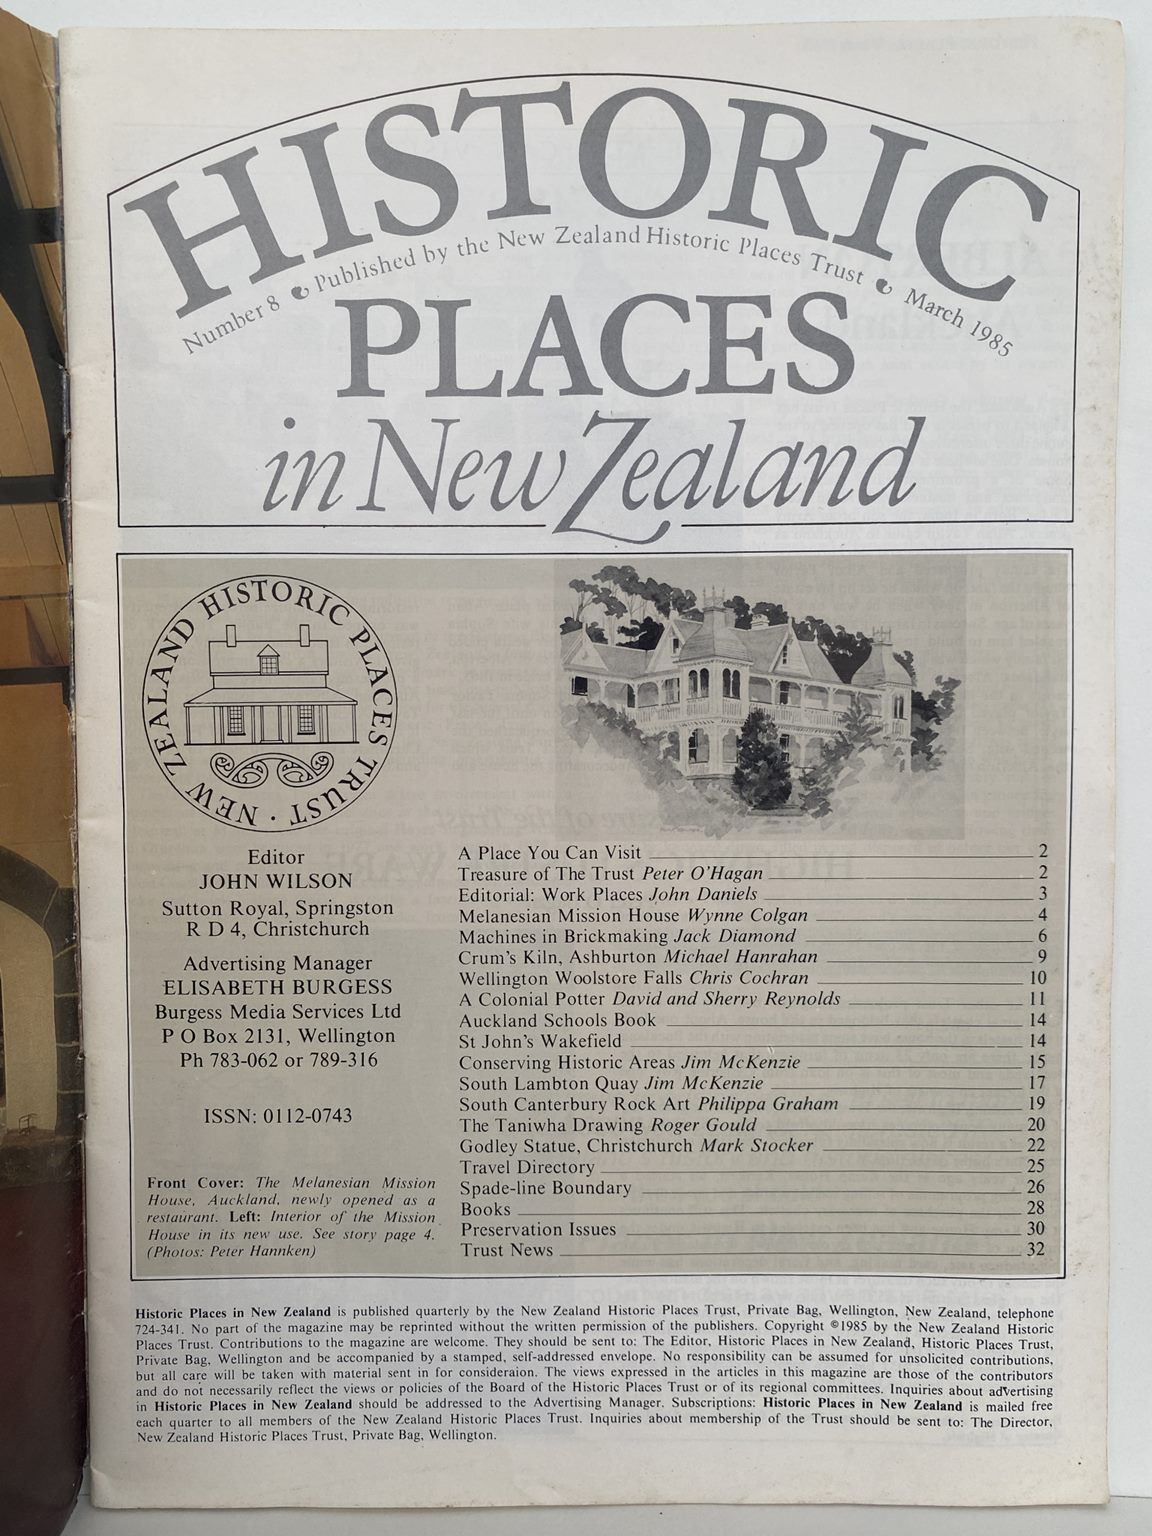 HISTORIC
Number 8 Published by the New Zealand Historic Places Trust March 1985
PLACES
in New Zealand
NEW ZEALAND HISTORIC PLACES TRUST ·
Editor
JOHN WILSON
Sutton Royal, Springston
R D 4, Christchurch
Advertising Manager
ELISABETH BURGESS
Burgess Media Services Ltd
P O Box 2131, Wellington
Ph 783-062 or 789-316
ISSN: 0112-0743
Front Cover: The Melanesian Mission
House, Auckland, newly opened as a
restaurant. Left: Interior of the Mission
House in its new use. See story page 4.
(Photos: Peter Hannken)
A Place You Can Visit 2
Treasure of The Trust Peter O'Hagan 2
Editorial: Work Places John Daniels 3
Melanesian Mission House Wynne Colgan 4
Machines in Brickmaking Jack Diamond 6
Crum's Kiln, Ashburton Michael Hanrahan 9
Wellington Woolstore Falls Chris Cochran 10
A Colonial Potter David and Sherry Reynolds 11
Auckland Schools Book 14
St John's Wakefield 14
Conserving Historic Areas Jim McKenzie 15
South Lambton Quay Jim McKenzie 17
South Canterbury Rock Art Philippa Graham 19
The Taniwha Drawing Roger Gould 20
Godley Statue, Christchurch Mark Stocker 22
Travel Directory 25
Spade-line Boundary 26
Books 28
Preservation Issues 30
Trust News 32
Historic Places in New Zealand is published quarterly by the New Zealand Historic Places Trust, Private Bag, Wellington, New Zealand, telephone
724-341. No part of the magazine may be reprinted without the written permission of the publishers. Copyright ©1985 by the New Zealand Historic
Places Trust. Contributions to the magazine are welcome. They should be sent to: The Editor, Historic Places in New Zealand, Historic Places Trust,
Private Bag, Wellington and be accompanied by a stamped, self-addressed envelope. No responsibility can be assumed for unsolicited contributions,
but all care will be taken with material sent in for consideraion. The views expressed in the articles in this magazine are those of the contributors
and do not necessarily reflect the views or policies of the Board of the Historic Places Trust or of its regional committees. Inquiries about advertising
in Historic Places in New Zealand should be addressed to the Advertising Manager. Subscriptions: Historic Places in New Zealand is mailed free
each quarter to all members of the New Zealand Historic Places Trust. Inquiries about membership of the Trust should be sent to: The Director,
New Zealand Historic Places Trust, Private Bag, Wellington.